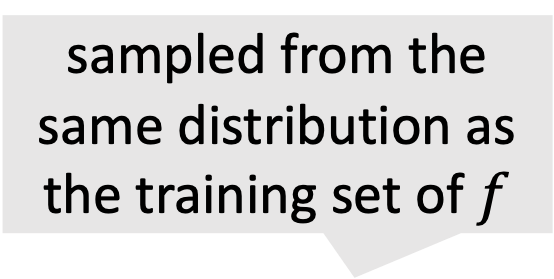 sampled from the
same distribution as
the training set of f